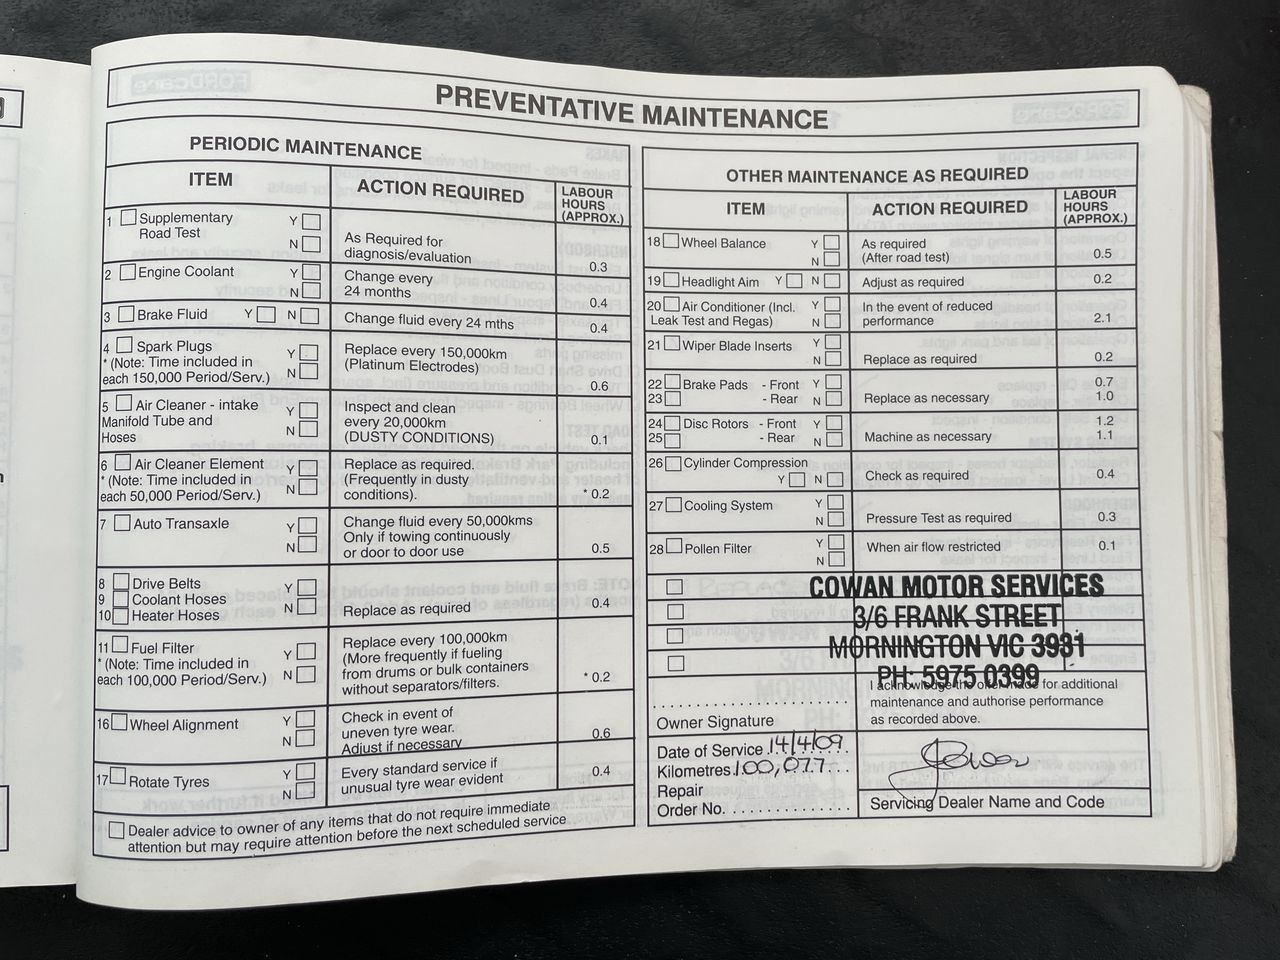 PREVENTATIVE MAINTENANCE
PERIODIC MAINTENANCE
ITEM
ACTION REQUIRED
LABOUR
HOURS
(APPROX.)
1 Supplementary
Road Test
Y
N
As Required for
diagnosis/evaluation
0.3
2 Engine Coolant
Y
N
Change every
24 months
0.4
3 Brake Fluid Y N
Change fluid every 24 mths
0.4
4 Spark Plugs
* (Note: Time included in
each 150,000 Period/Serv.)
Y
N
Replace every 150,000km
(Platinum Electrodes)
0.6
5 Air Cleaner - intake
Manifold Tube and
Hoses
Y
N
Inspect and clean
every 20,000km
(DUSTY CONDITIONS)
0.1
6 Air Cleaner Element
* (Note: Time included in
each 50,000 Period/Serv.)
Y
N
Replace as required.
(Frequently in dusty
conditions).
* 0.2
7 Auto Transaxle
Y
N
Change fluid every 50,000kms
Only if towing continuously
or door to door use
0.5
8 Drive Belts
9 Coolant Hoses
10 Heater Hoses
Y
N
Replace as required
0.4
11 Fuel Filter
* (Note: Time included in
each 100,000 Period/Serv.)
Y
N
Replace every 100,000km
(More frequently if fueling
from drums or bulk containers
without separators/filters.
* 0.2
16 Wheel Alignment
Y
N
Check in event of
uneven tyre wear.
Adjust if necessary
0.6
17 Rotate Tyres
Y
N
Every standard service if
unusual tyre wear evident
0.4
Dealer advice to owner of any items that do not require immediate
attention but may require attention before the next scheduled service
OTHER MAINTENANCE AS REQUIRED
ITEM
ACTION REQUIRED
LABOUR
HOURS
(APPROX.)
18 Wheel Balance
Y
N
As required
(After road test)
0.5
19 Headlight Aim Y N
Adjust as required
0.2
20 Air Conditioner (Incl.
Leak Test and Regas)
Y
N
In the event of reduced
performance
2.1
21 Wiper Blade Inserts
Y
N
Replace as required
0.2
22 Brake Pads - Front Y
23 - Rear N
Replace as necessary
0.7
1.0
24 Disc Rotors - Front Y
25 - Rear N
Machine as necessary
1.2
1.1
26 Cylinder Compression
Y N
Check as required
0.4
27 Cooling System
Y
N
Pressure Test as required
0.3
28 Pollen Filter
Y
N
When air flow restricted
0.1
COWAN MOTOR SERVICES
3/6 FRANK STREET
MORNINGTON VIC 3931
PH: 5975 0399
I acknowledge the offer made for additional
maintenance and authorise performance
as recorded above.
Owner Signature
Date of Service 14/4/09
Kilometres 100,077
Repair
Order No.
Servicing Dealer Name and Code